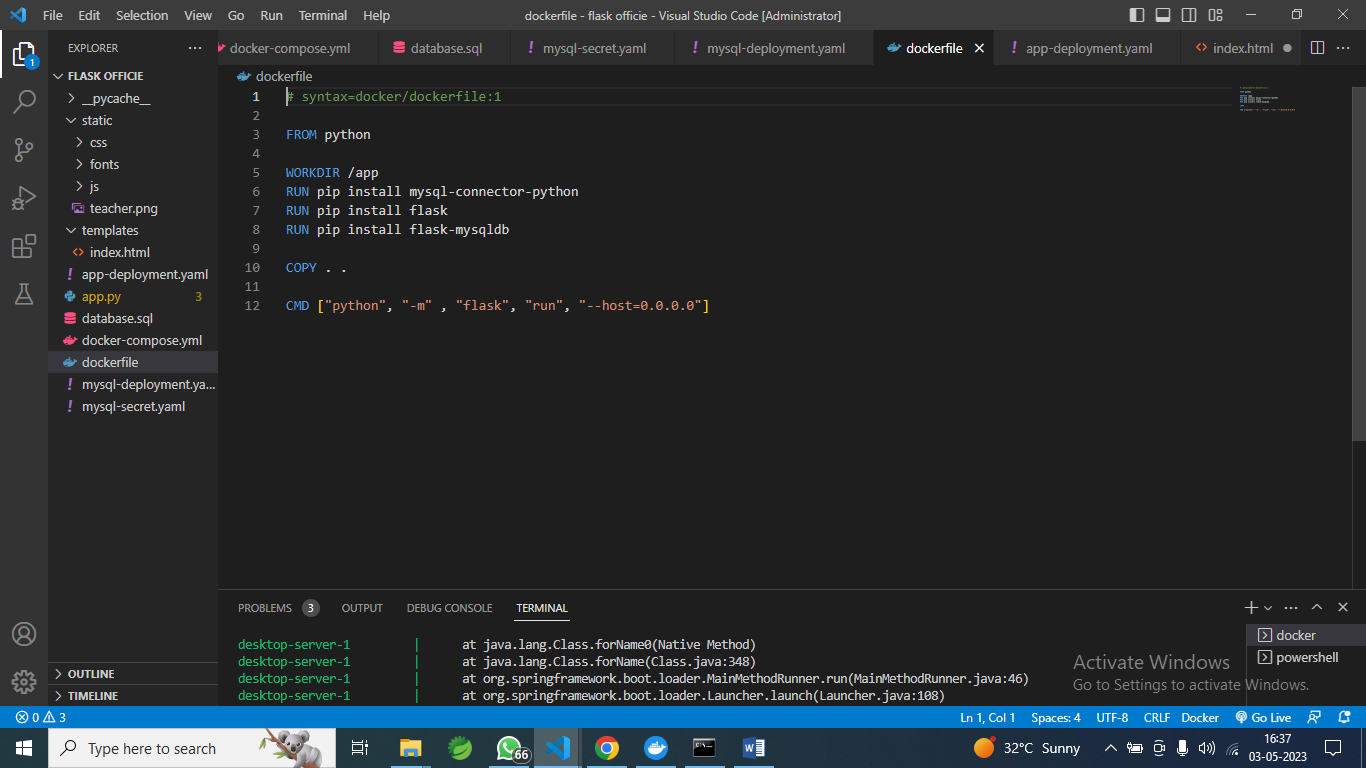 File Edit Selection View Go Run Terminal Help
dockerfile - flask officie - Visual Studio Code [Administrator]
EXPLORER
1
FLASK OFFICIE
__pycache__
static
css
fonts
js
teacher.png
templates
index.html
app-deployment.yaml
app.py 3
database.sql
docker-compose.yml
dockerfile
mysql-deployment.ya...
mysql-secret.yaml
OUTLINE
TIMELINE
docker-compose.yml database.sql mysql-secret.yaml mysql-deployment.yaml dockerfile app-deployment.yaml index.html
dockerfile
1 # syntax=docker/dockerfile:1
2
3 FROM python
4
5 WORKDIR /app
6 RUN pip install mysql-connector-python
7 RUN pip install flask
8 RUN pip install flask-mysqldb
9
10 COPY . .
11
12 CMD ["python", "-m" , "flask", "run", "--host=0.0.0.0"]
PROBLEMS 3 OUTPUT DEBUG CONSOLE TERMINAL
desktop-server-1 | at java.lang.Class.forName0(Native Method)
desktop-server-1 | at java.lang.Class.forName(Class.java:348)
desktop-server-1 | at org.springframework.boot.loader.MainMethodRunner.run(MainMethodRunner.java:46)
desktop-server-1 | at org.springframework.boot.loader.Launcher.launch(Launcher.java:108)
docker
powershell
Activate Windows
Go to Settings to activate Windows.
0 3
Ln 1, Col 1 Spaces: 4 UTF-8 CRLF Docker Go Live
Type here to search
66
32°C Sunny
16:37
03-05-2023